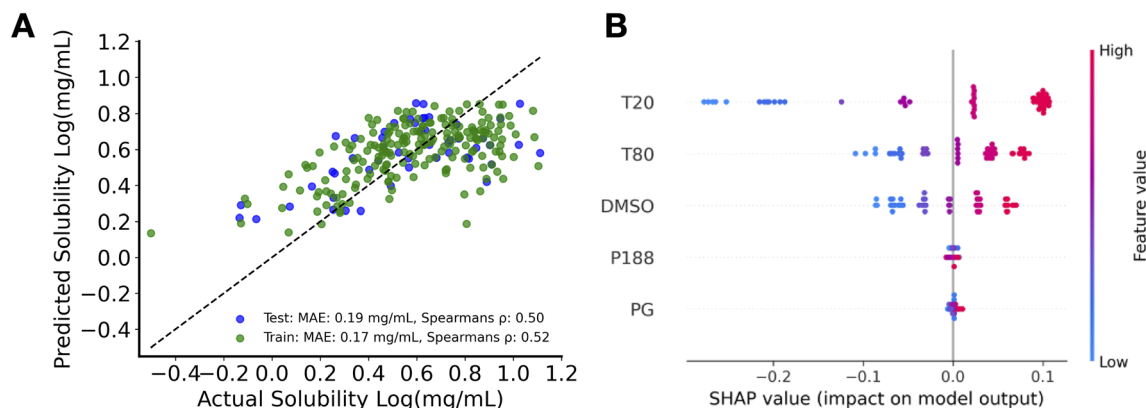 A
Predicted Solubility Log(mg/mL)
1.2
1.0
0.8
0.6
0.4
0.2
0.0
−0.2
−0.4
−0.4 −0.2 0.0 0.2 0.4 0.6 0.8 1.0 1.2
Actual Solubility Log(mg/mL)
Test: MAE: 0.19 mg/mL, Spearmans ρ: 0.50
Train: MAE: 0.17 mg/mL, Spearmans ρ: 0.52
B
T20
T80
DMSO
P188
PG
−0.2 −0.1 0.0 0.1
SHAP value (impact on model output)
High
Feature value
Low